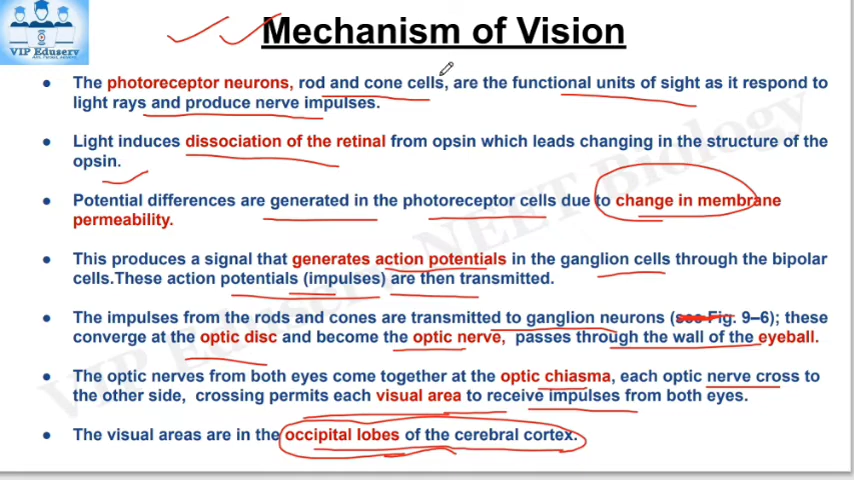 VIP Eduserv
Mechanism of Vision
• The photoreceptor neurons, rod and cone cells, are the functional units of sight as it respond to
light rays and produce nerve impulses.
• Light induces dissociation of the retinal from opsin which leads changing in the structure of the
opsin.
• Potential differences are generated in the photoreceptor cells due to change in membrane
permeability.
• This produces a signal that generates action potentials in the ganglion cells through the bipolar
cells.These action potentials (impulses) are then transmitted.
• The impulses from the rods and cones are transmitted to ganglion neurons (see Fig. 9–6); these
converge at the optic disc and become the optic nerve, passes through the wall of the eyeball.
• The optic nerves from both eyes come together at the optic chiasma, each optic nerve cross to
the other side, crossing permits each visual area to receive impulses from both eyes.
• The visual areas are in the occipital lobes of the cerebral cortex.
VIP Eduserv NEET Biology